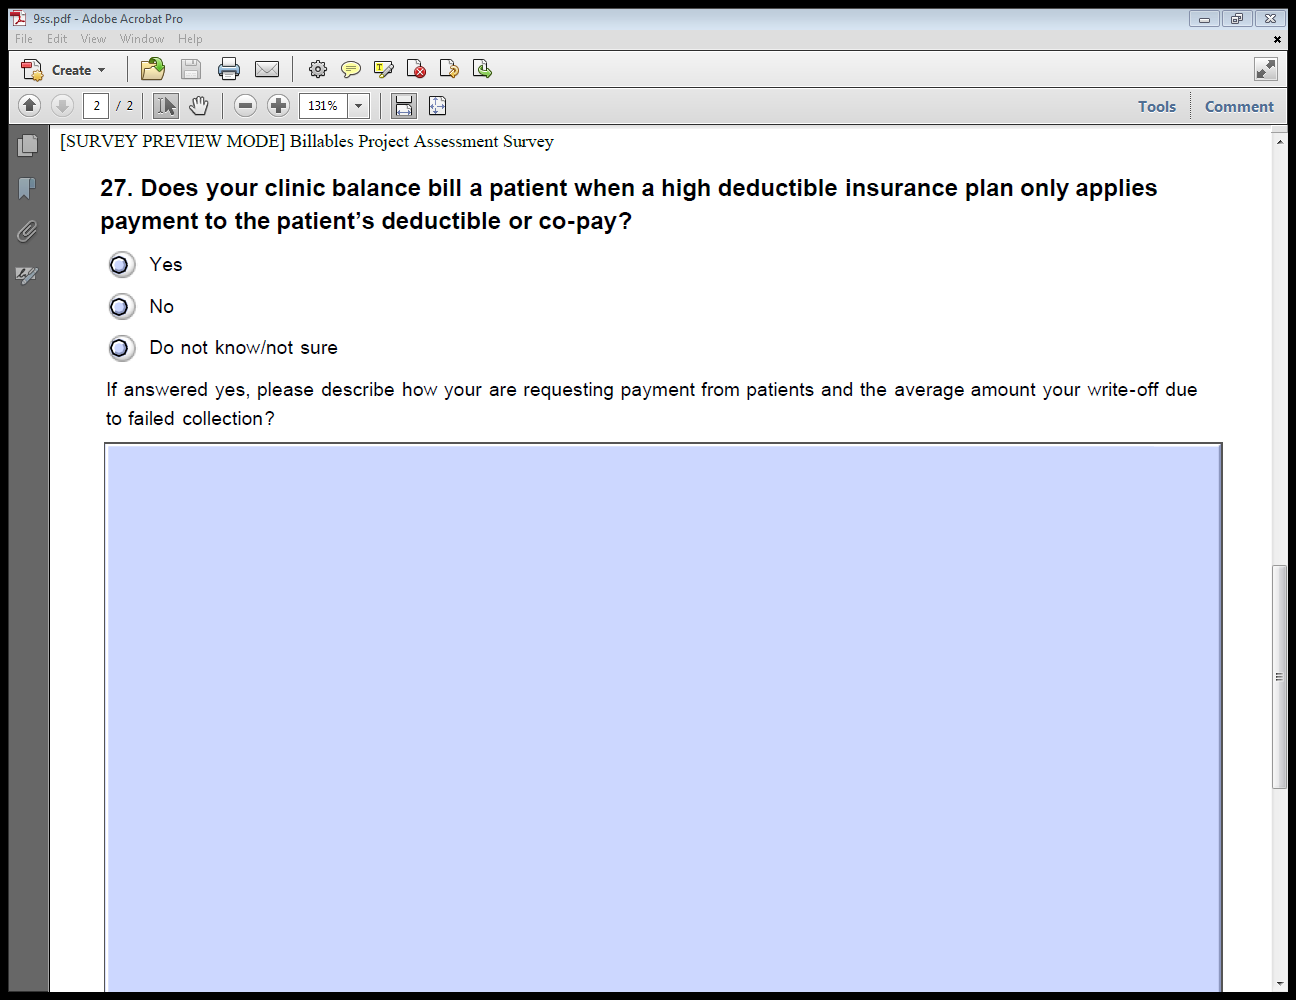 9ss.pdf - Adobe Acrobat Pro
File Edit View Window Help
Create
2 / 2 131% Tools Comment
[SURVEY PREVIEW MODE] Billables Project Assessment Survey
27. Does your clinic balance bill a patient when a high deductible insurance plan only applies
payment to the patient’s deductible or co-pay?
Yes
No
Do not know/not sure
If answered yes, please describe how your are requesting payment from patients and the average amount your write-off due
to failed collection?